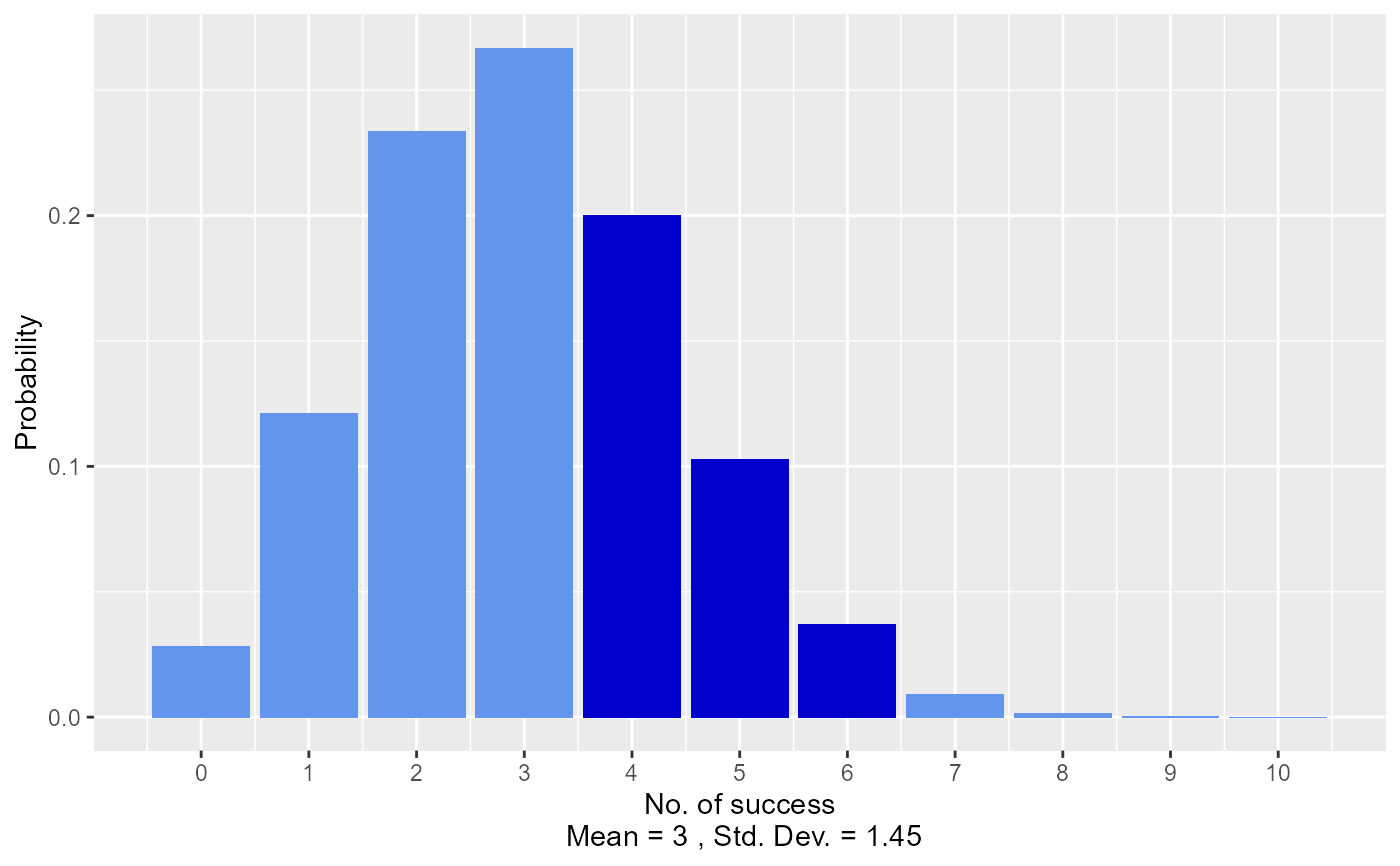 Probability
0.2
0.1
0.0
0 1 2 3 4 5 6 7 8 9 10
No. of success
Mean = 3 , Std. Dev. = 1.45